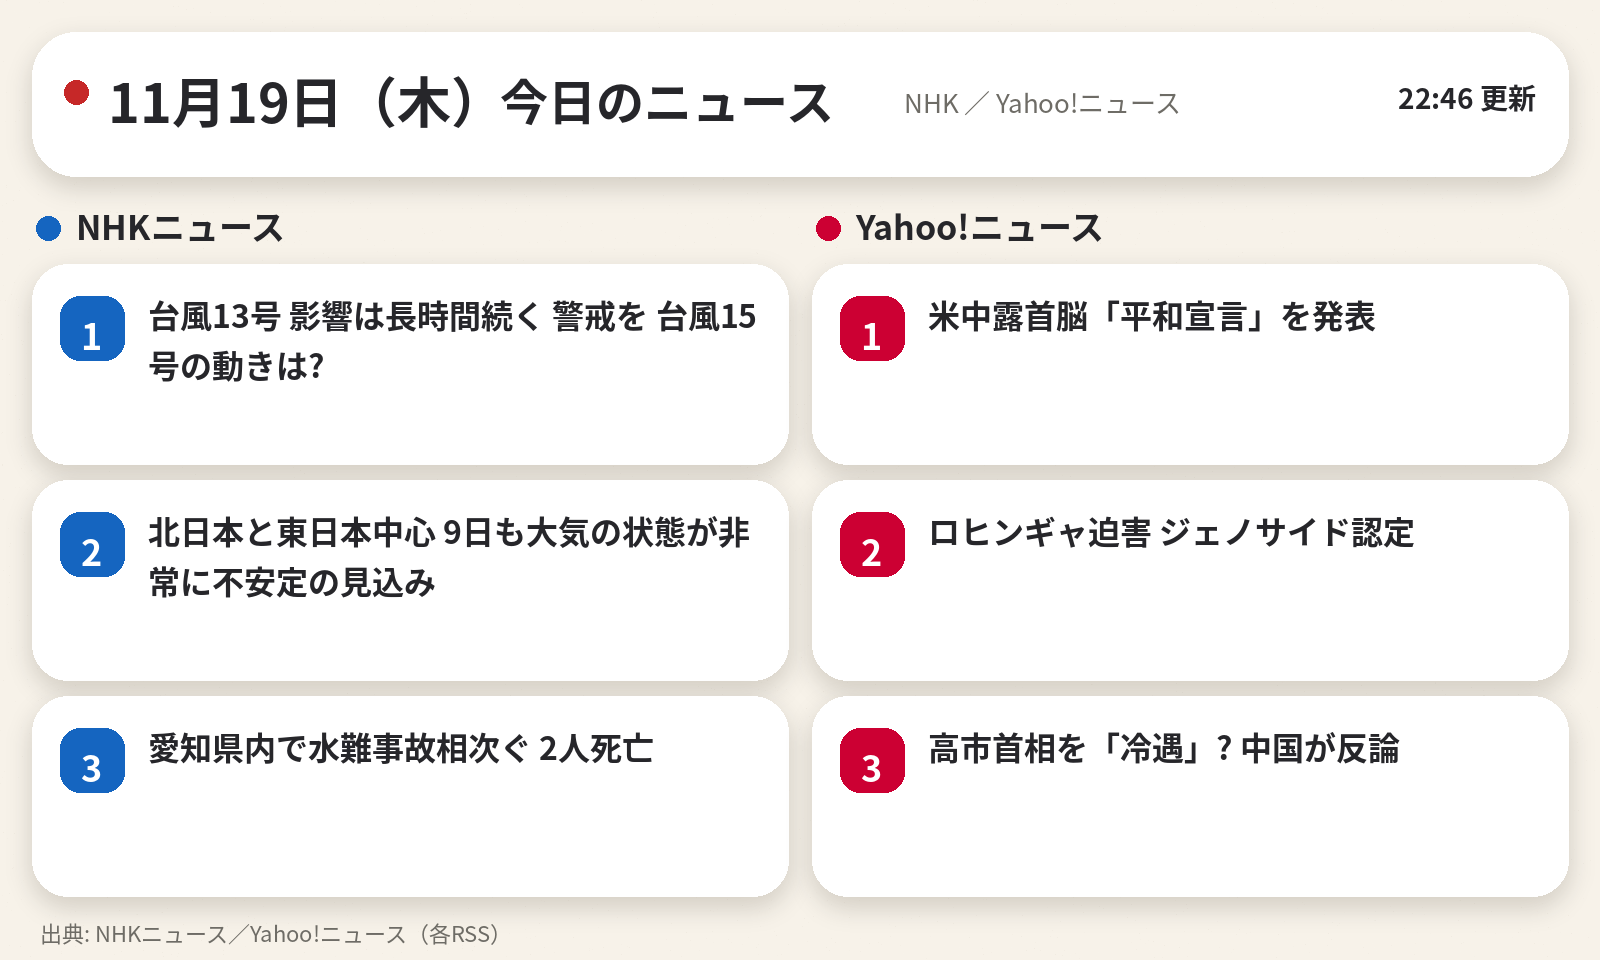 11月19日（木）今日のニュース
NHK ／ Yahoo!ニュース
22:46 更新
NHKニュース
1
台風13号 影響は長時間続く 警戒を 台風15
号の動きは?
2
北日本と東日本中心 9日も大気の状態が非
常に不安定の見込み
3
愛知県内で水難事故相次ぐ 2人死亡
Yahoo!ニュース
1
米中露首脳「平和宣言」を発表
2
ロヒンギャ迫害 ジェノサイド認定
3
高市首相を「冷遇」? 中国が反論
出典: NHKニュース／Yahoo!ニュース（各RSS）